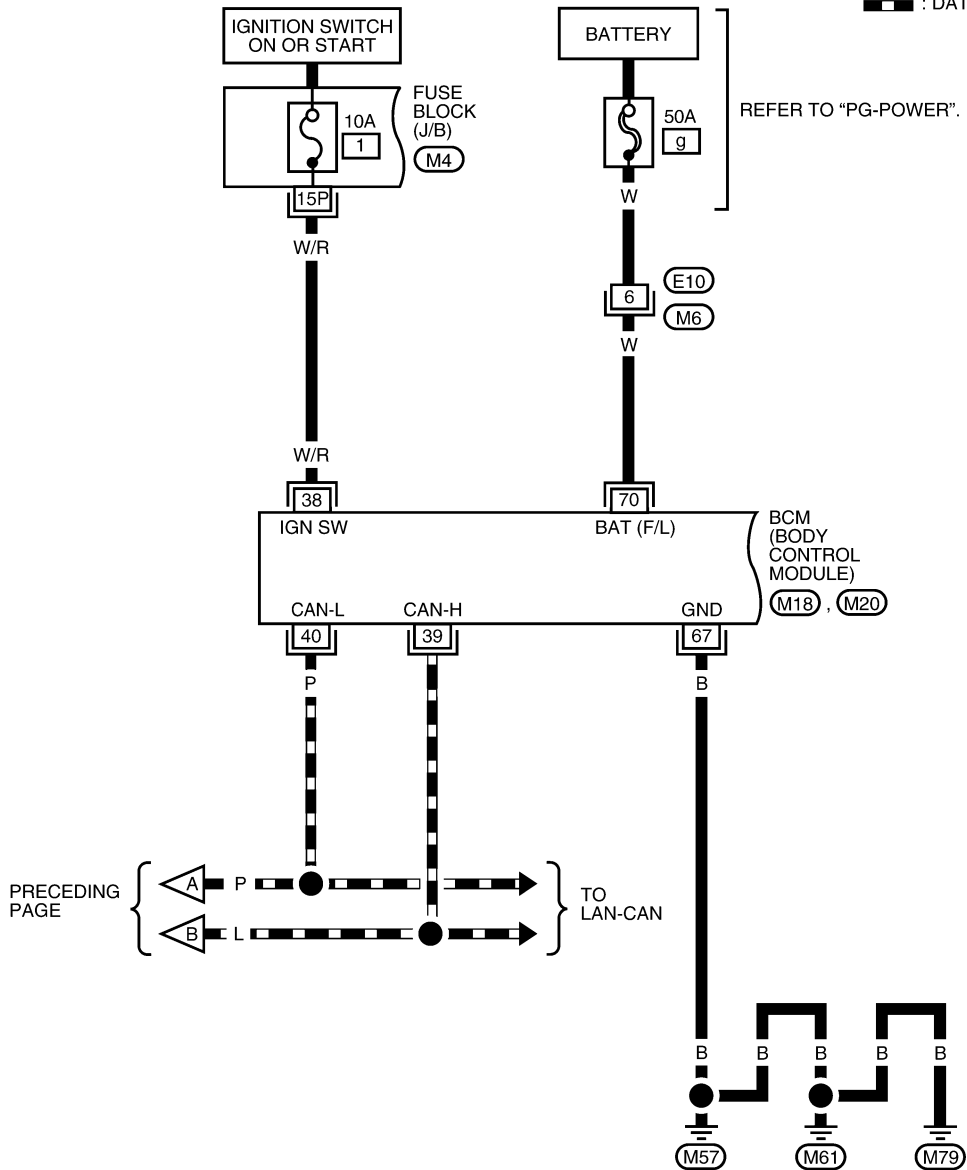 : DAT
IGNITION SWITCH
ON OR START
BATTERY
FUSE
BLOCK
(J/B)
M4
10A
1
50A
g
REFER TO “PG-POWER”.
15P
W
W/R
E10
6
M6
W
W/R
38
70
IGN SW
BAT (F/L)
BCM
(BODY
CONTROL
MODULE)
M18 , M20
CAN-L
CAN-H
GND
40
39
67
P
B
PRECEDING
PAGE
A
P
B
L
TO
LAN-CAN
B
B
B
B
B
M57
M61
M79